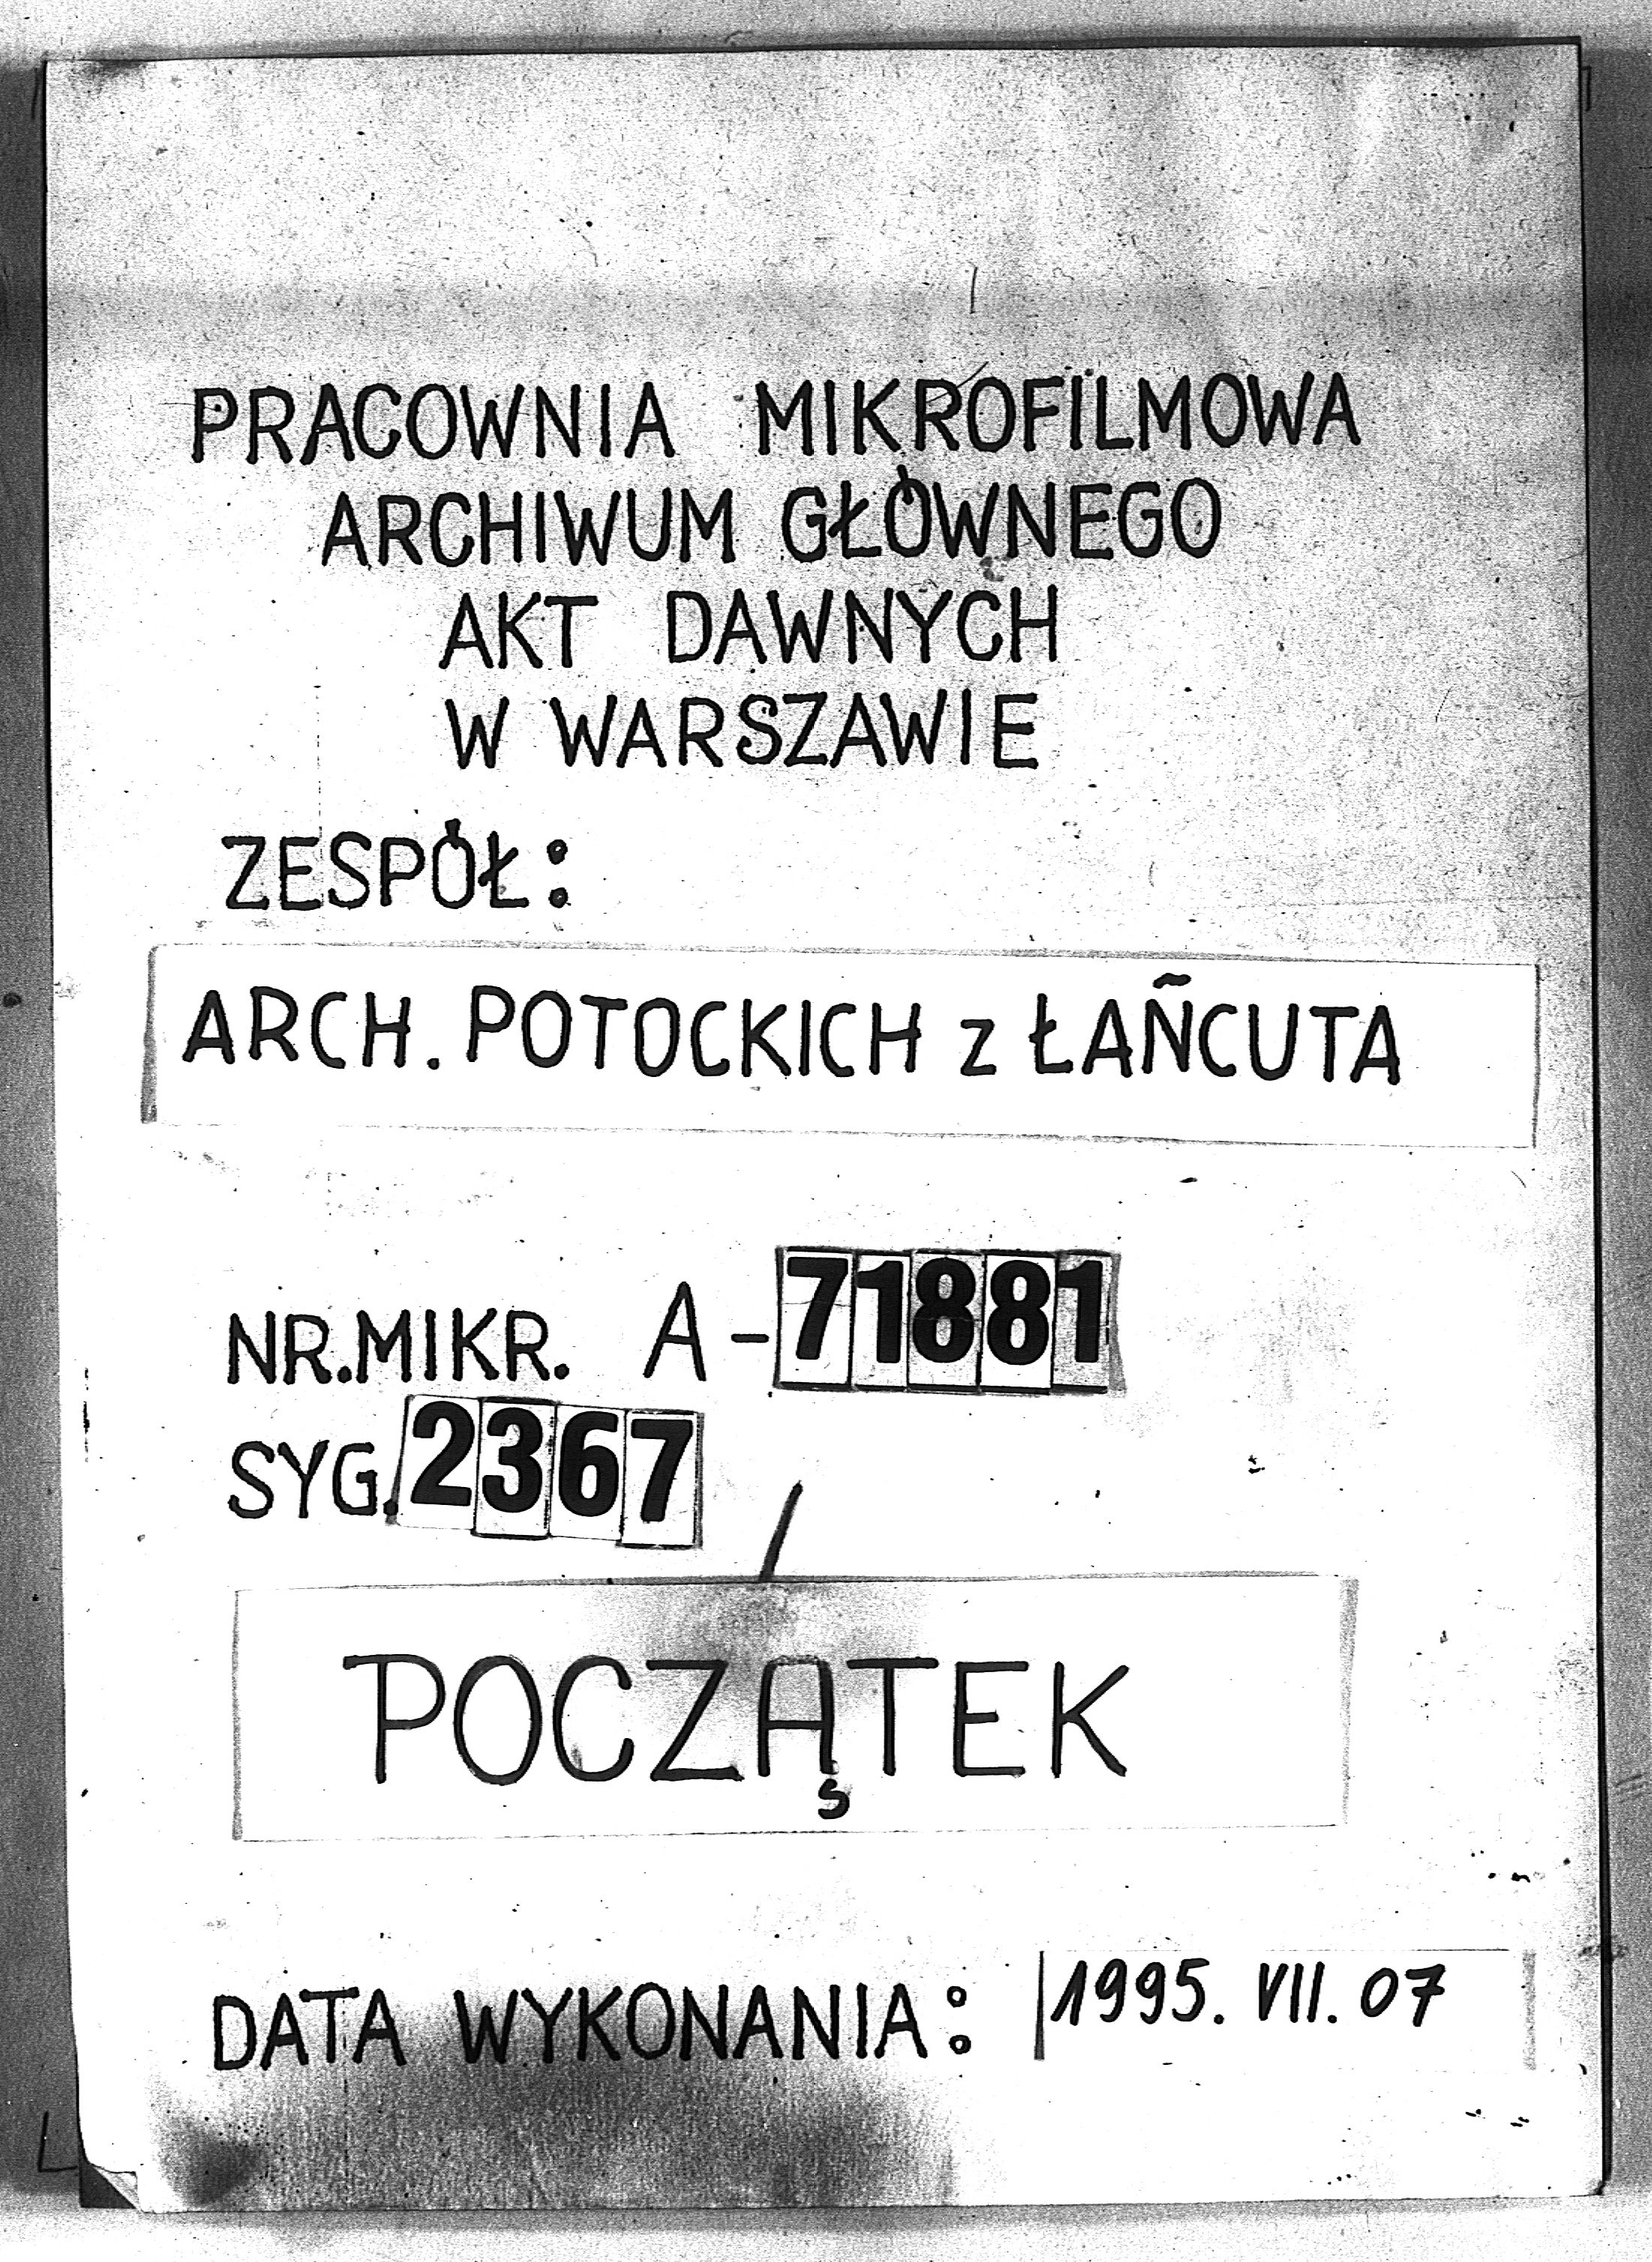 PRACOWNIA MIKROFILMOWA
ARCHIWUM GŁÓWNEGO
AKT DAWNYCH
W WARSZAWIE
ZESPÓŁ:
ARCH. POTOCKICH z ŁAŃCUTA
NR.MIKR. A-71881
SYG. 2367
POCZĄTEK
DATA WYKONANIA: 1995. VII. 07